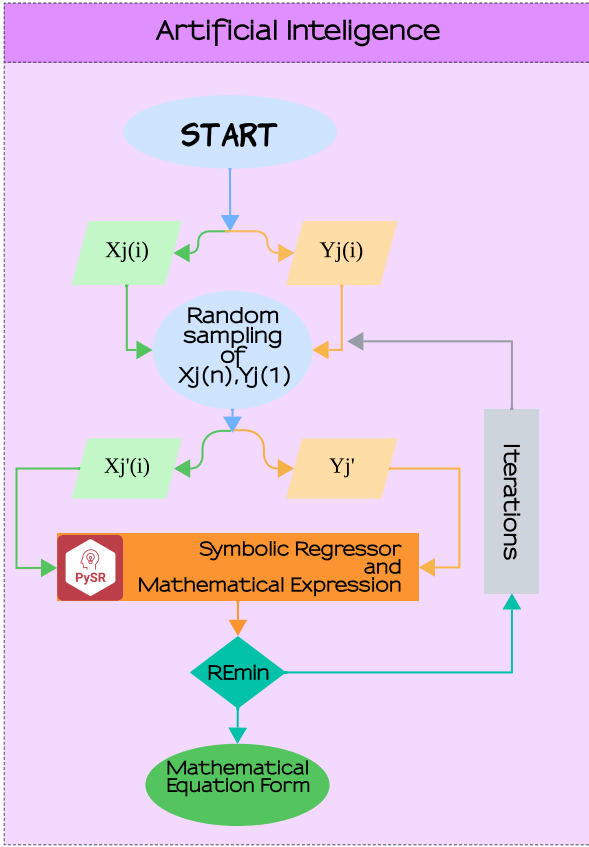 Artificial Inteligence
START
Xj(i)
Yj(i)
Random
sampling
of
Xj(n),Yj(1)
Xj'(i)
Yj'
Iterations
PySR
Symbolic Regressor
and
Mathematical Expression
REmin
Mathematical
Equation Form